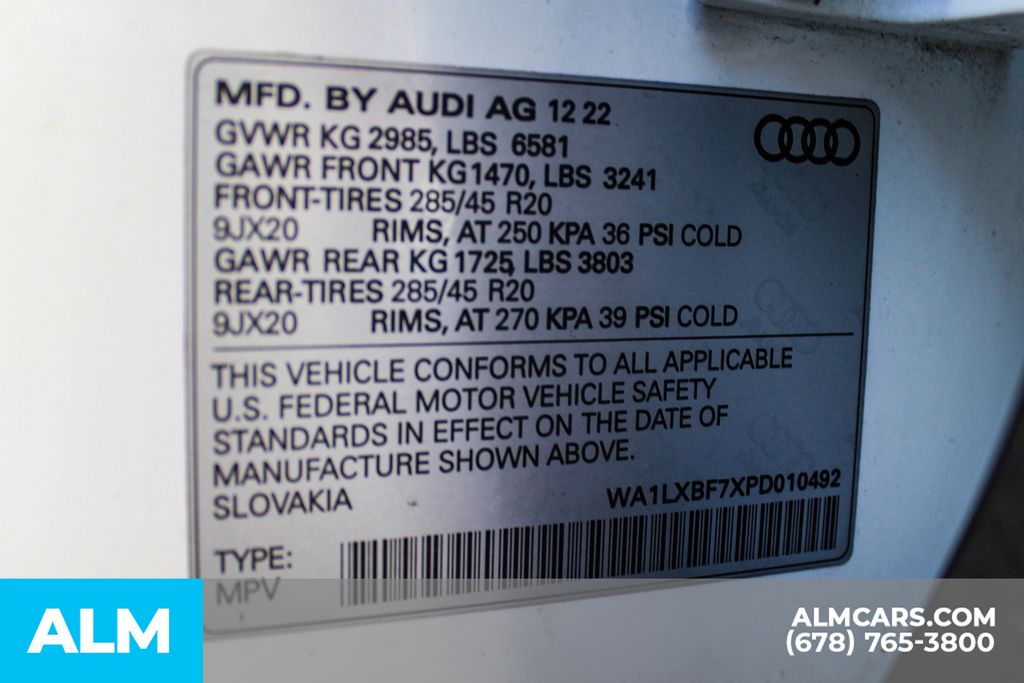 MFD. BY AUDI AG 12 22
GVWR KG 2985, LBS 6581
GAWR FRONT KG1470, LBS 3241
FRONT-TIRES 285/45 R20
9JX20 RIMS, AT 250 KPA 36 PSI COLD
GAWR REAR KG 1725, LBS 3803
REAR-TIRES 285/45 R20
9JX20 RIMS, AT 270 KPA 39 PSI COLD
THIS VEHICLE CONFORMS TO ALL APPLICABLE
U.S. FEDERAL MOTOR VEHICLE SAFETY
STANDARDS IN EFFECT ON THE DATE OF
MANUFACTURE SHOWN ABOVE.
SLOVAKIA
WA1LXBF7XPD010492
TYPE:
MPV
ALM
ALMCARS.COM
(678) 765-3800